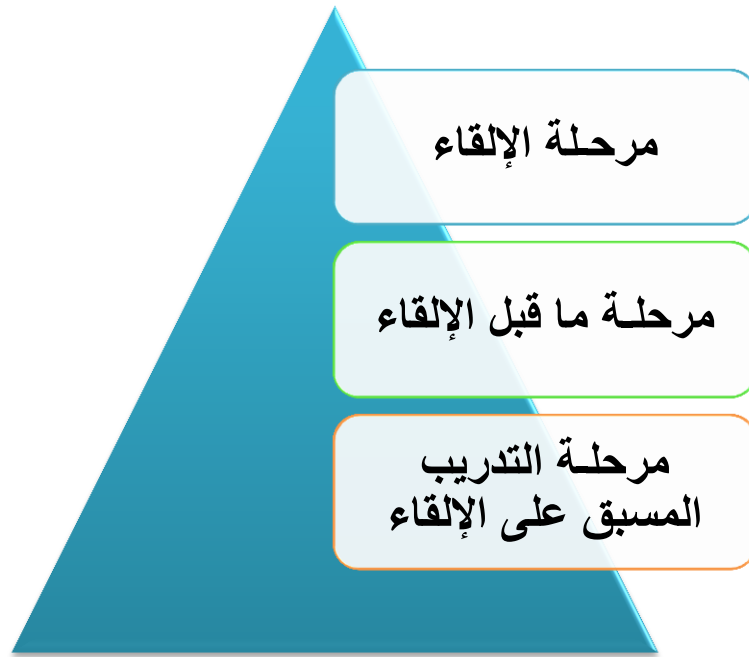 مرحلة الإلقاء
مرحلة ما قبل الإلقاء
مرحلة التدريب
المسبق على الإلقاء